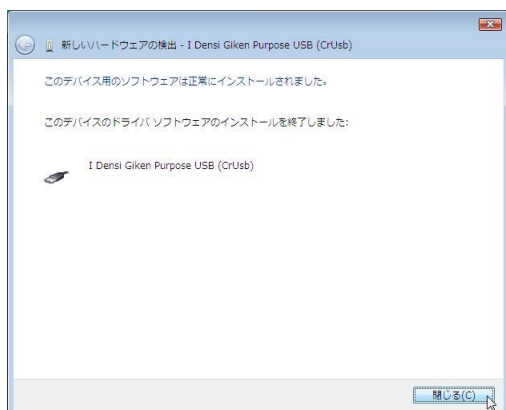 新しいハードウェアの検出 - I Densi Giken Purpose USB (CrUsb)
このデバイス用のソフトウェアは正常にインストールされました。
このデバイスのドライバ ソフトウェアのインストールを終了しました:
I Densi Giken Purpose USB (CrUsb)
閉じる(C)